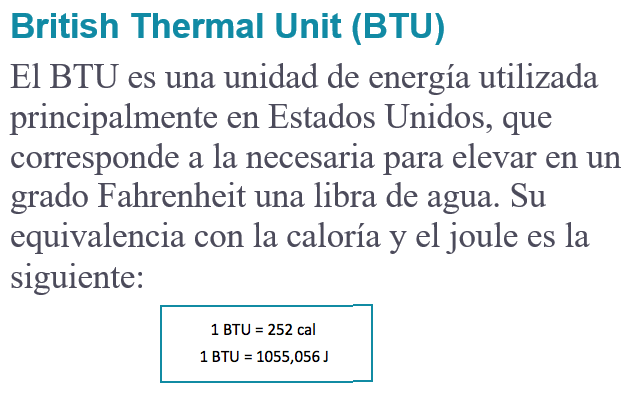 British Thermal Unit (BTU)
El BTU es una unidad de energía utilizada
principalmente en Estados Unidos, que
corresponde a la necesaria para elevar en un
grado Fahrenheit una libra de agua. Su
equivalencia con la caloría y el joule es la
siguiente:
1 BTU = 252 cal
1 BTU = 1055,056 J